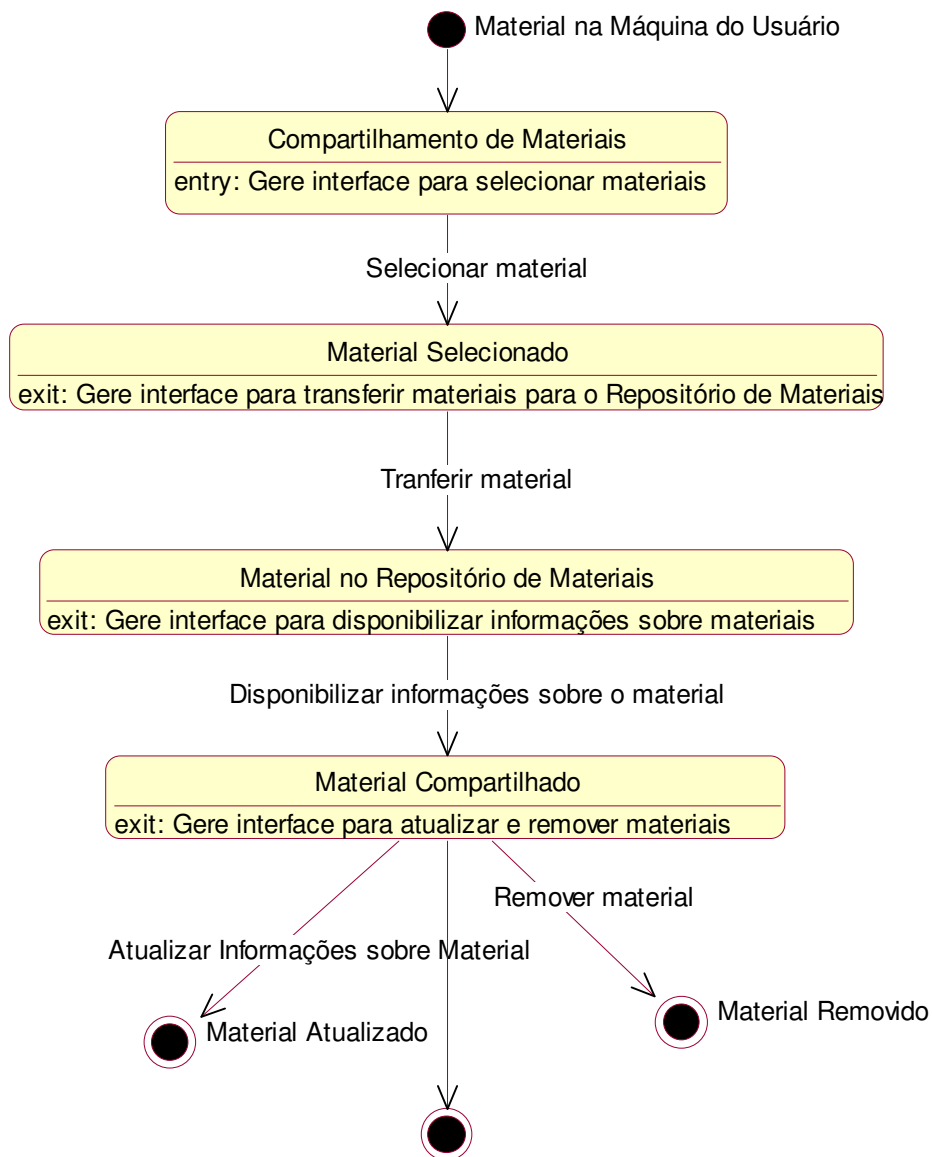 Material na Máquina do Usuário
Compartilhamento de Materiais
entry: Gere interface para selecionar materiais
Selecionar material
Material Selecionado
exit: Gere interface para transferir materiais para o Repositório de Materiais
Tranferir material
Material no Repositório de Materiais
exit: Gere interface para disponibilizar informações sobre materiais
Disponibilizar informações sobre o material
Material Compartilhado
exit: Gere interface para atualizar e remover materiais
Remover material
Atualizar Informações sobre Material
Material Removido
Material Atualizado